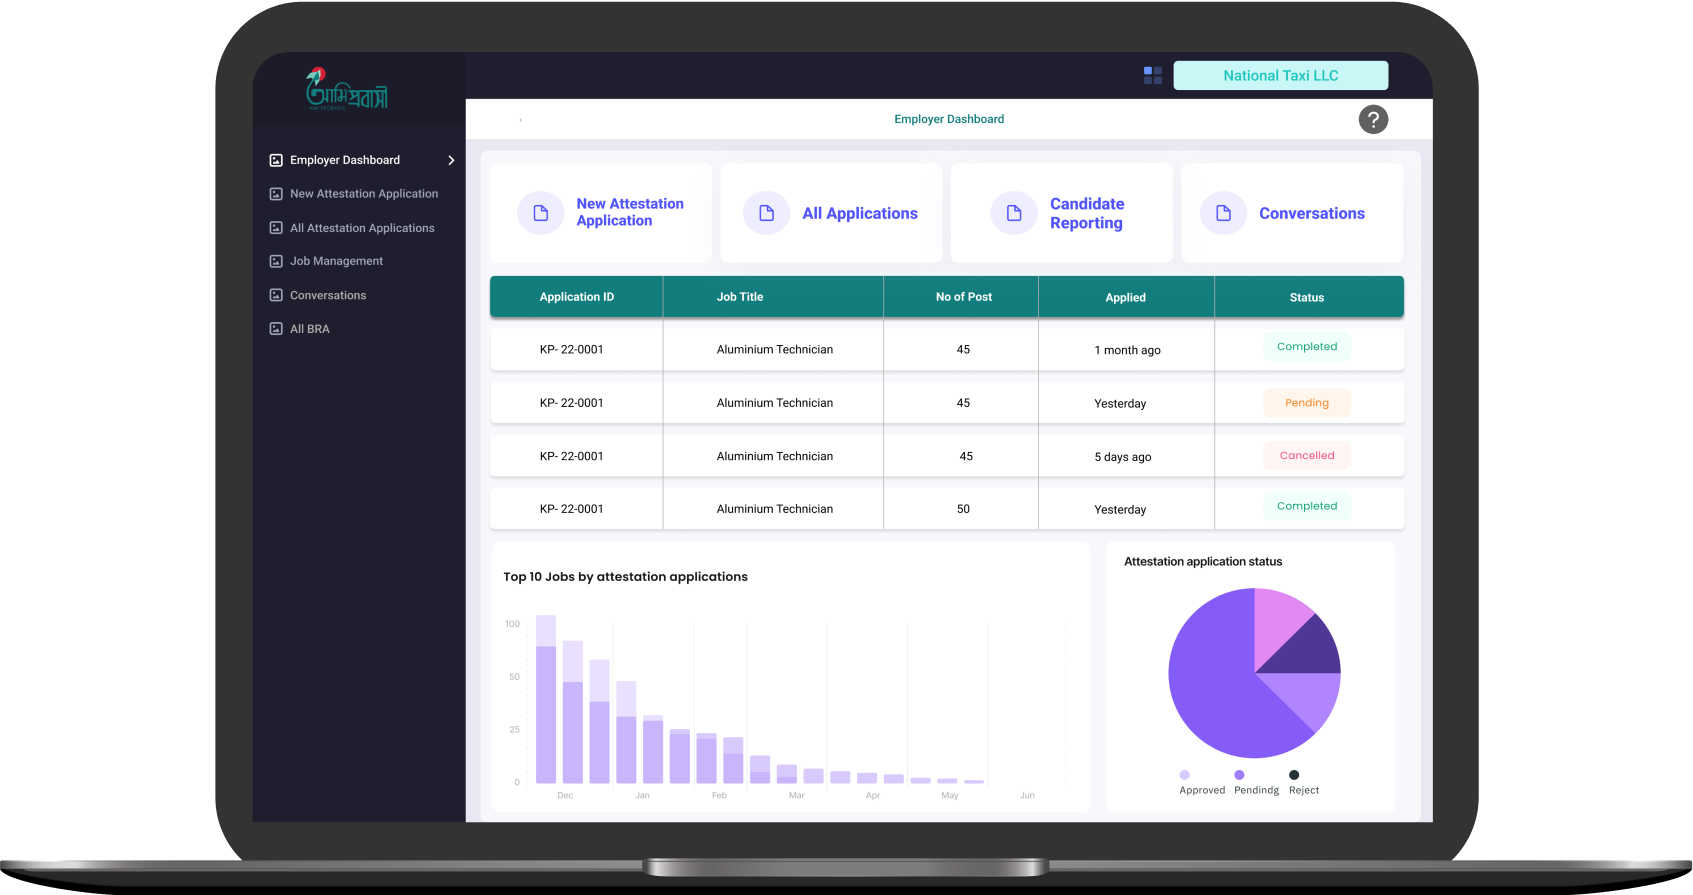 আমি প্রবাসী
AMI PROBASHI
National Taxi LLC
Employer Dashboard
?
Employer Dashboard
New Attestation Application
All Attestation Applications
Job Management
Conversations
All BRA
New Attestation
Application
All Applications
Candidate
Reporting
Conversations
Application ID Job Title No of Post Applied Status
KP- 22-0001 Aluminium Technician 45 1 month ago Completed
KP- 22-0001 Aluminium Technician 45 Yesterday Pending
KP- 22-0001 Aluminium Technician 45 5 days ago Cancelled
KP- 22-0001 Aluminium Technician 50 Yesterday Completed
Top 10 Jobs by attestation applications
100
50
25
0
Dec Jan Feb Mar Apr May Jun
Attestation application status
Approved Pendindg Reject